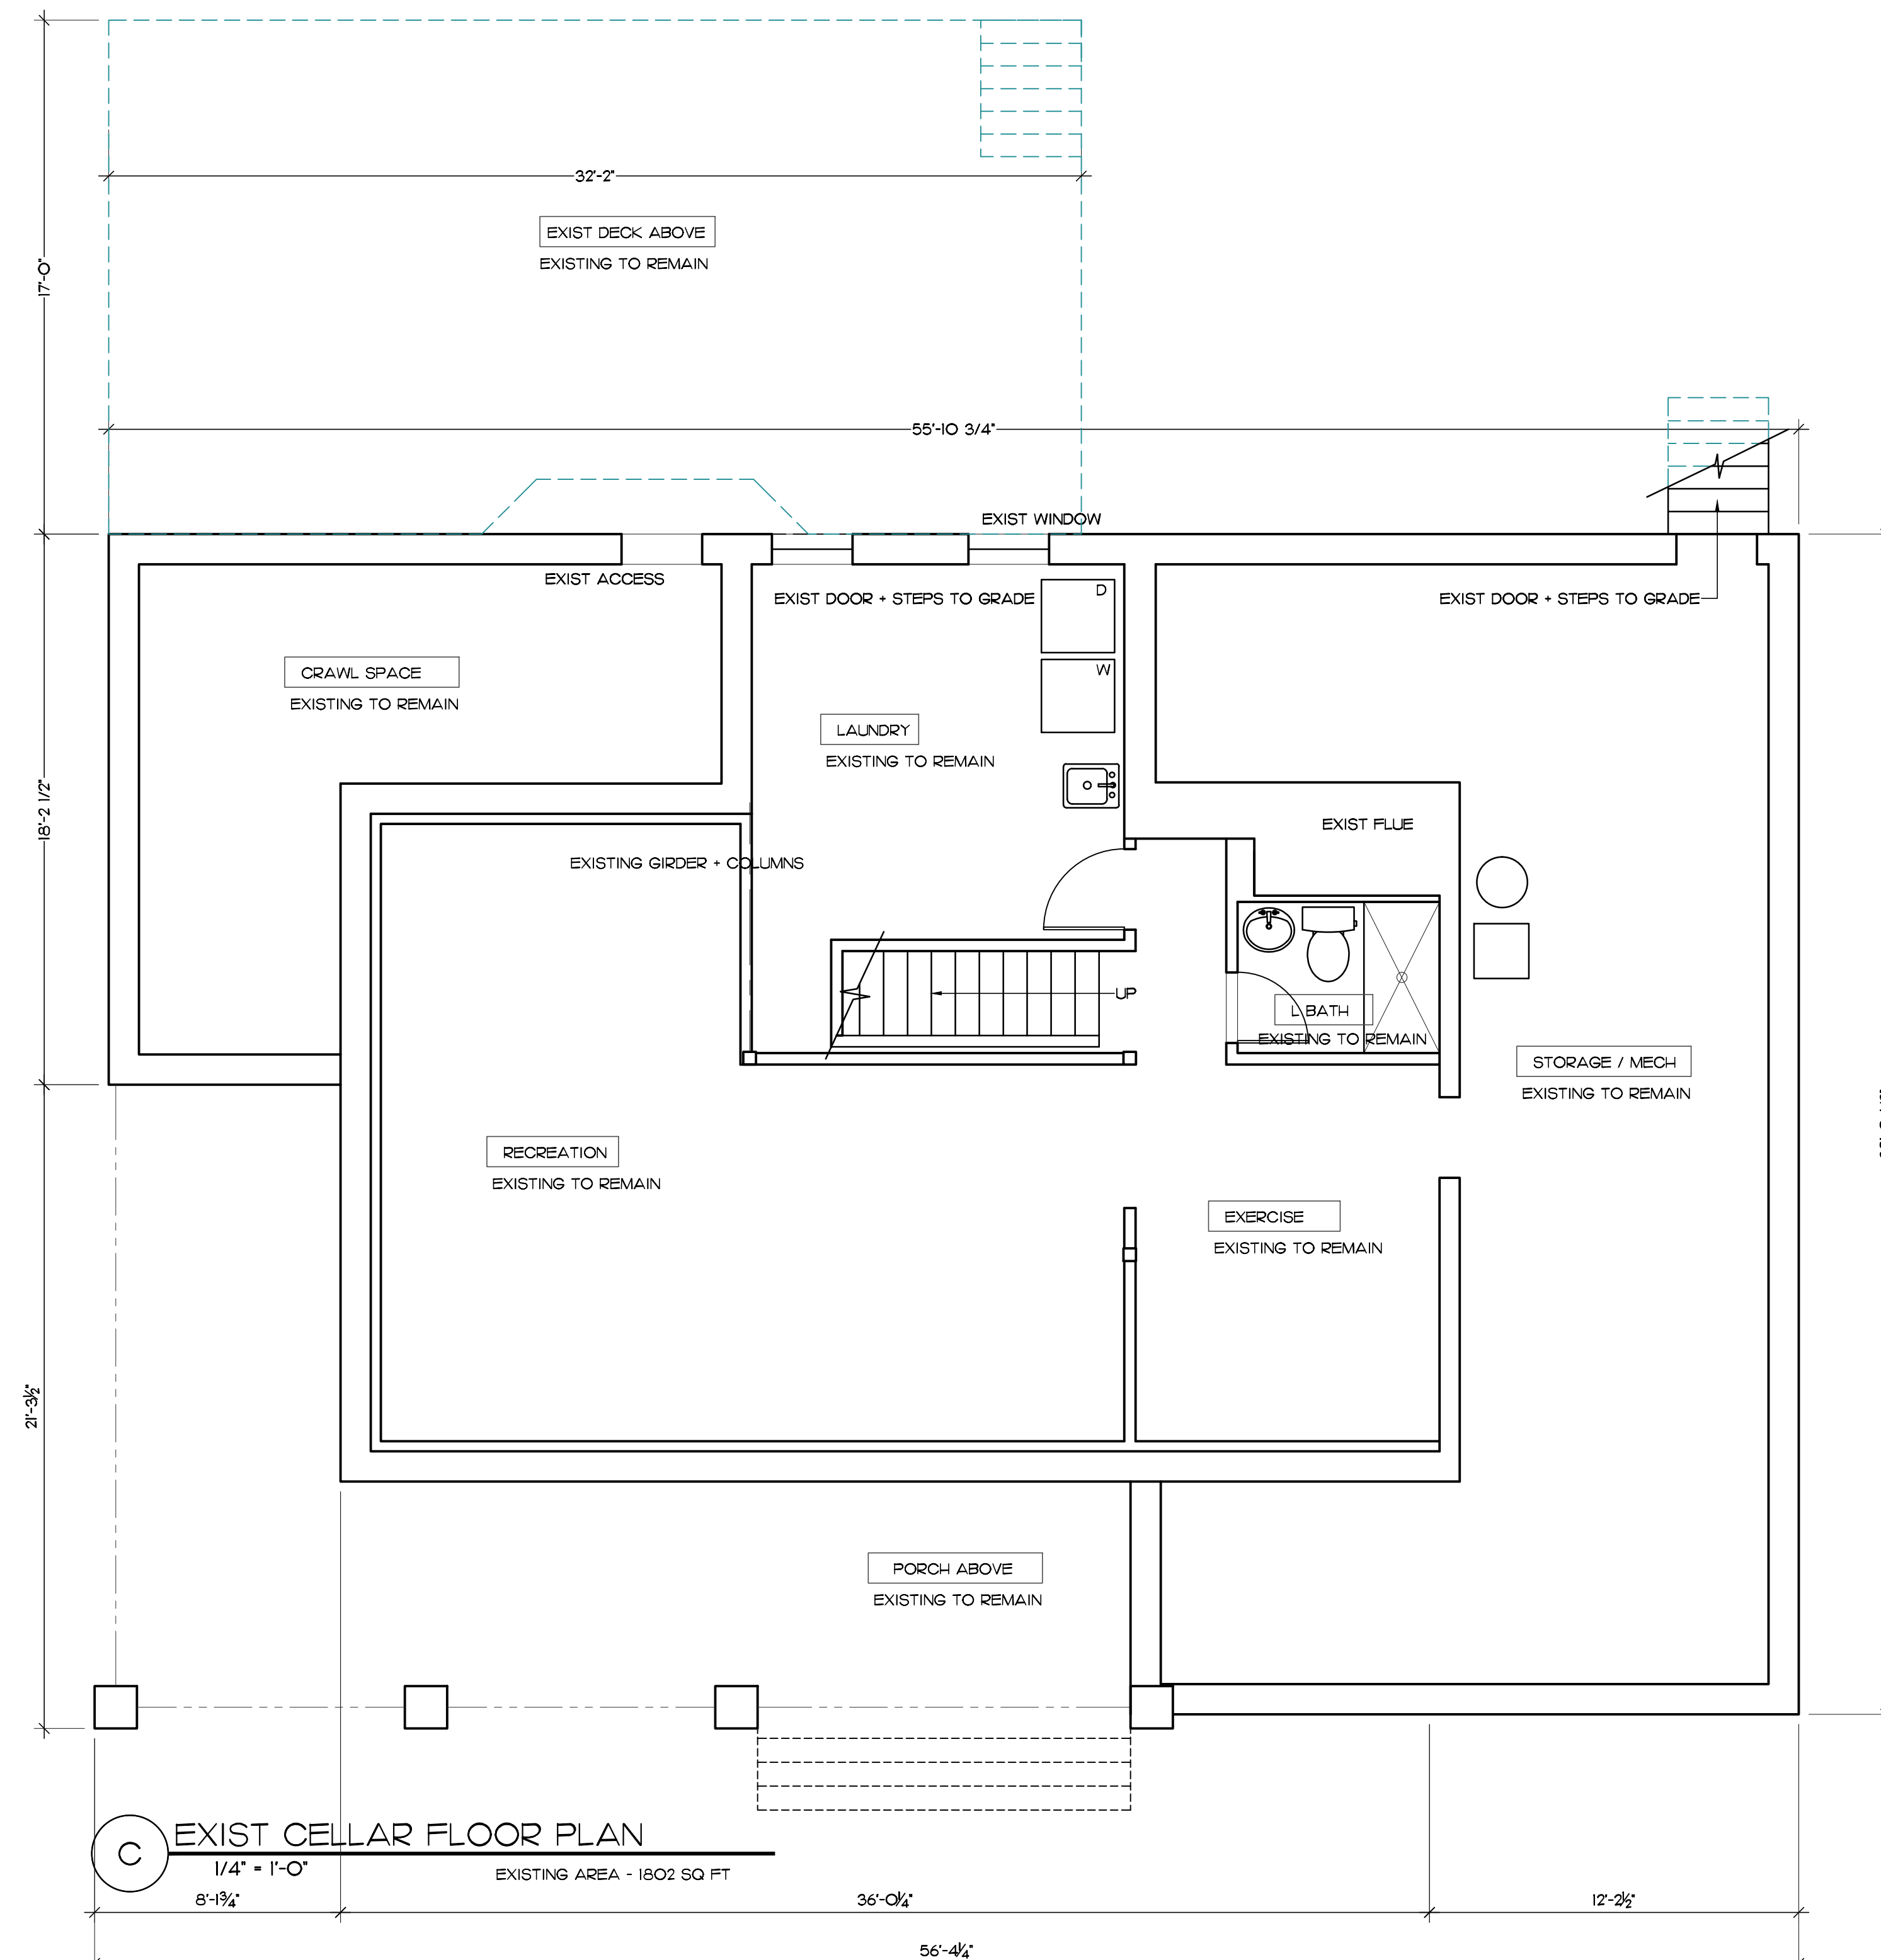 32'-2"
EXIST DECK ABOVE
EXISTING TO REMAIN
17'-0"
55'-10 3/4"
EXIST WINDOW
EXIST ACCESS
EXIST DOOR + STEPS TO GRADE
D
EXIST DOOR + STEPS TO GRADE
W
CRAWL SPACE
EXISTING TO REMAIN
LAUNDRY
EXISTING TO REMAIN
18'-2 1/2"
EXIST FLUE
EXISTING GIRDER + COLUMNS
UP
L BATH
EXISTING TO REMAIN
STORAGE / MECH
EXISTING TO REMAIN
RECREATION
EXISTING TO REMAIN
EXERCISE
EXISTING TO REMAIN
21'-3½"
PORCH ABOVE
EXISTING TO REMAIN
C
EXIST CELLAR FLOOR PLAN
1/4" = 1'-0"
EXISTING AREA - 1802 SQ FT
8'-1¾"
36'-0¼"
12'-2½"
56'-4¼"